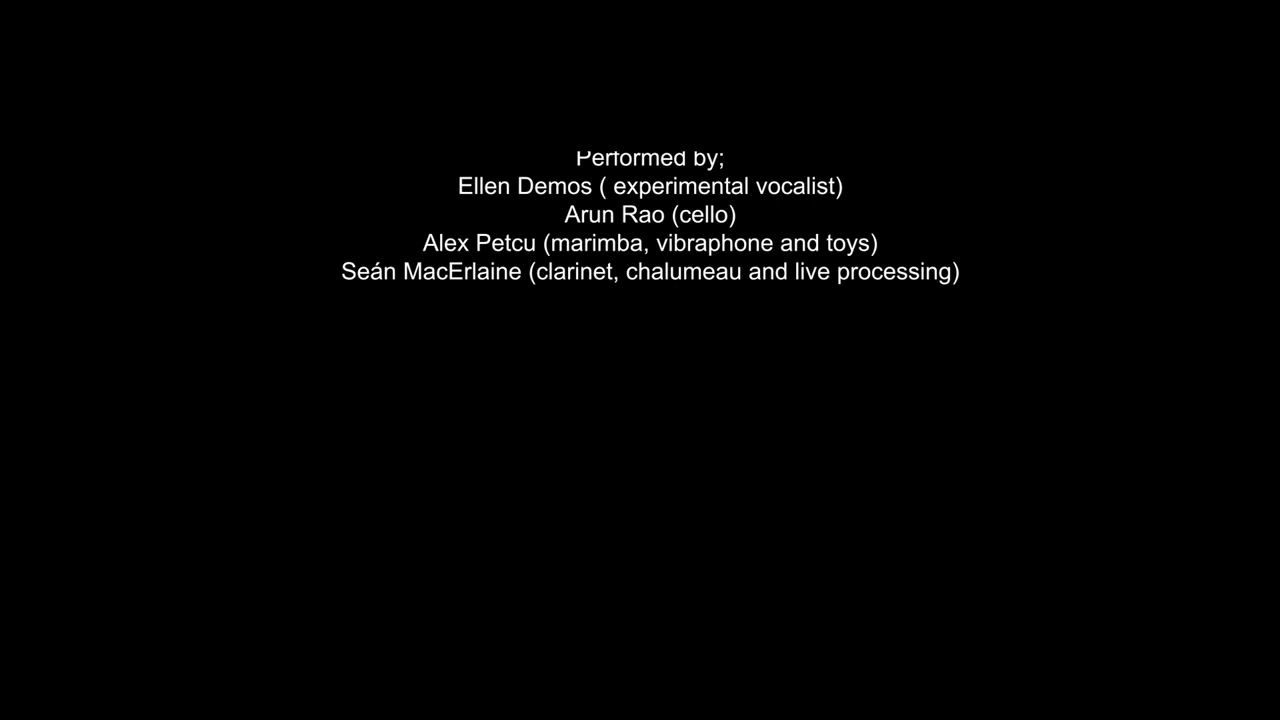 Performed by;
Ellen Demos ( experimental vocalist)
Arun Rao (cello)
Alex Petcu (marimba, vibraphone and toys)
Seán MacErlaine (clarinet, chalumeau and live processing)